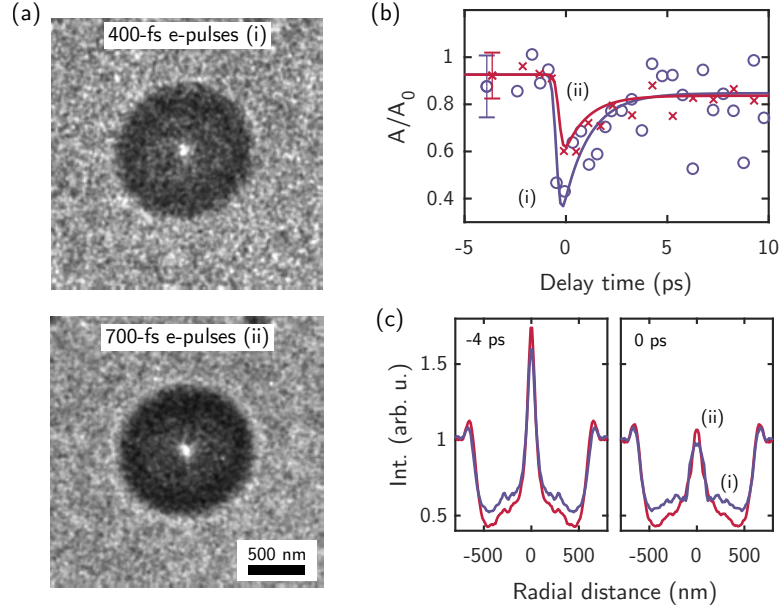 (a)
400-fs e-pulses (i)
700-fs e-pulses (ii)
500 nm
(b)
A/A₀
1
0.8
0.6
0.4
(ii)
(i)
-5
0
5
10
Delay time (ps)
(c)
-4 ps
0 ps
Int. (arb. u.)
1.5
1
0.5
(ii)
(i)
-500
0
500
-500
0
500
Radial distance (nm)